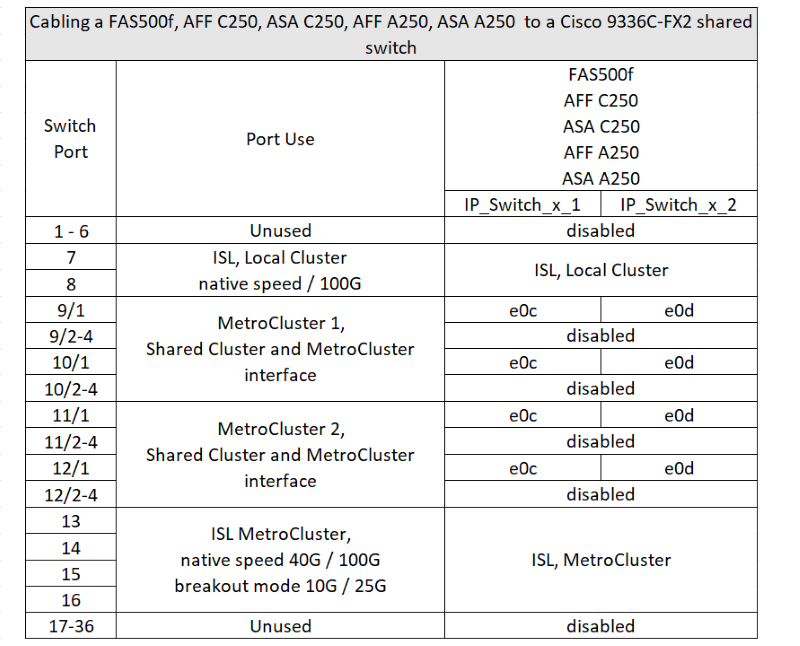 Cabling a FAS500f, AFF C250, ASA C250, AFF A250, ASA A250  to a Cisco 9336C-FX2 shared
switch
Switch
Port
Port Use
FAS500f
AFF C250
ASA C250
AFF A250
ASA A250
IP_Switch_x_1
IP_Switch_x_2
1 - 6
Unused
disabled
7
8
ISL, Local Cluster
native speed / 100G
ISL, Local Cluster
9/1
9/2-4
10/1
10/2-4
MetroCluster 1,
Shared Cluster and MetroCluster
interface
e0c
e0d
disabled
e0c
e0d
disabled
11/1
11/2-4
12/1
12/2-4
MetroCluster 2,
Shared Cluster and MetroCluster
interface
e0c
e0d
disabled
e0c
e0d
disabled
13
14
15
16
ISL MetroCluster,
native speed 40G / 100G
breakout mode 10G / 25G
ISL, MetroCluster
17-36
Unused
disabled